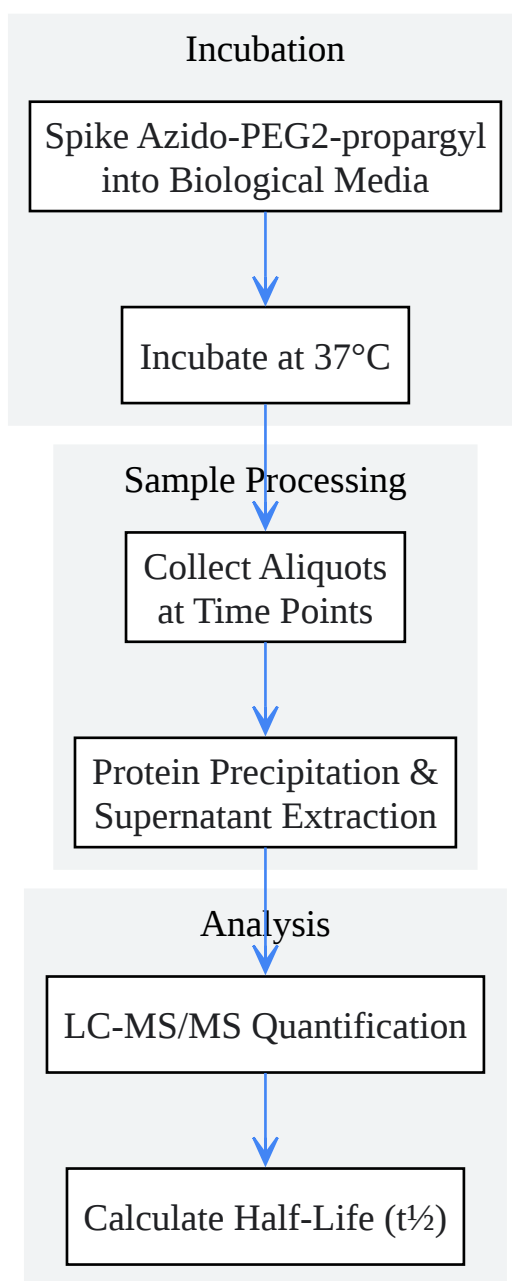 Incubation
Spike Azido-PEG2-propargyl
into Biological Media
Incubate at 37°C
Sample Processing
Collect Aliquots
at Time Points
Protein Precipitation &
Supernatant Extraction
Analysis
LC-MS/MS Quantification
Calculate Half-Life (t½)